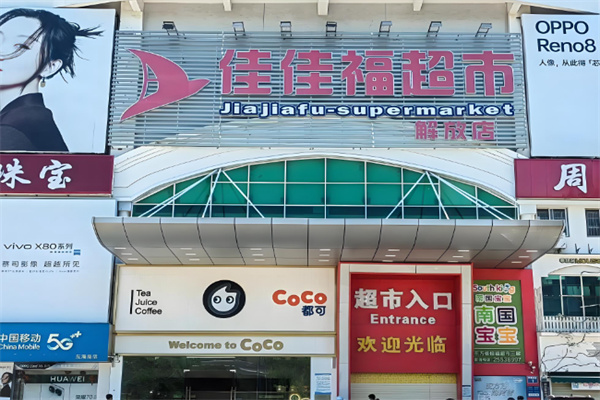 佳佳福超市
Jiajiafu-supermarket
解放店
OPPO
Reno8
珠宝
周
vivo X80系列
Tea
Juice
Coffee
CoCo
都可
Welcome to CoCo
超市入口
Entrance
欢迎光临
南国宝宝
中国移动
China Mobile
5G
HUAWEI